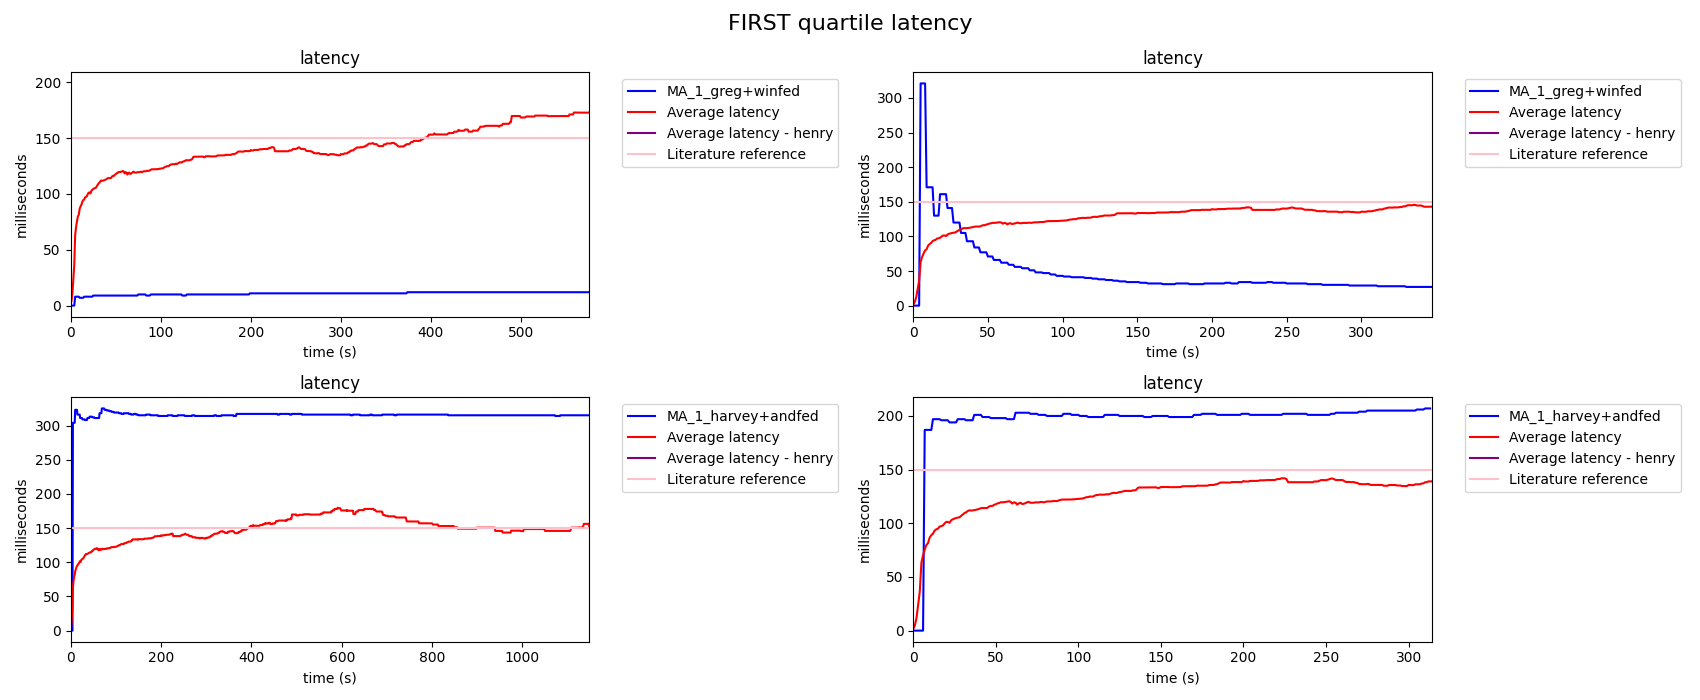 FIRST quartile latency
latency
200
150
100
50
0
milliseconds
0 100 200 300 400 500
time (s)
MA_1_greg+winfed
Average latency
Average latency - henry
Literature reference
latency
300
250
200
150
100
50
0
milliseconds
0 50 100 150 200 250 300
time (s)
MA_1_greg+winfed
Average latency
Average latency - henry
Literature reference
latency
300
250
200
150
100
50
0
milliseconds
0 200 400 600 800 1000
time (s)
MA_1_harvey+andfed
Average latency
Average latency - henry
Literature reference
latency
200
150
100
50
0
milliseconds
0 50 100 150 200 250 300
time (s)
MA_1_harvey+andfed
Average latency
Average latency - henry
Literature reference